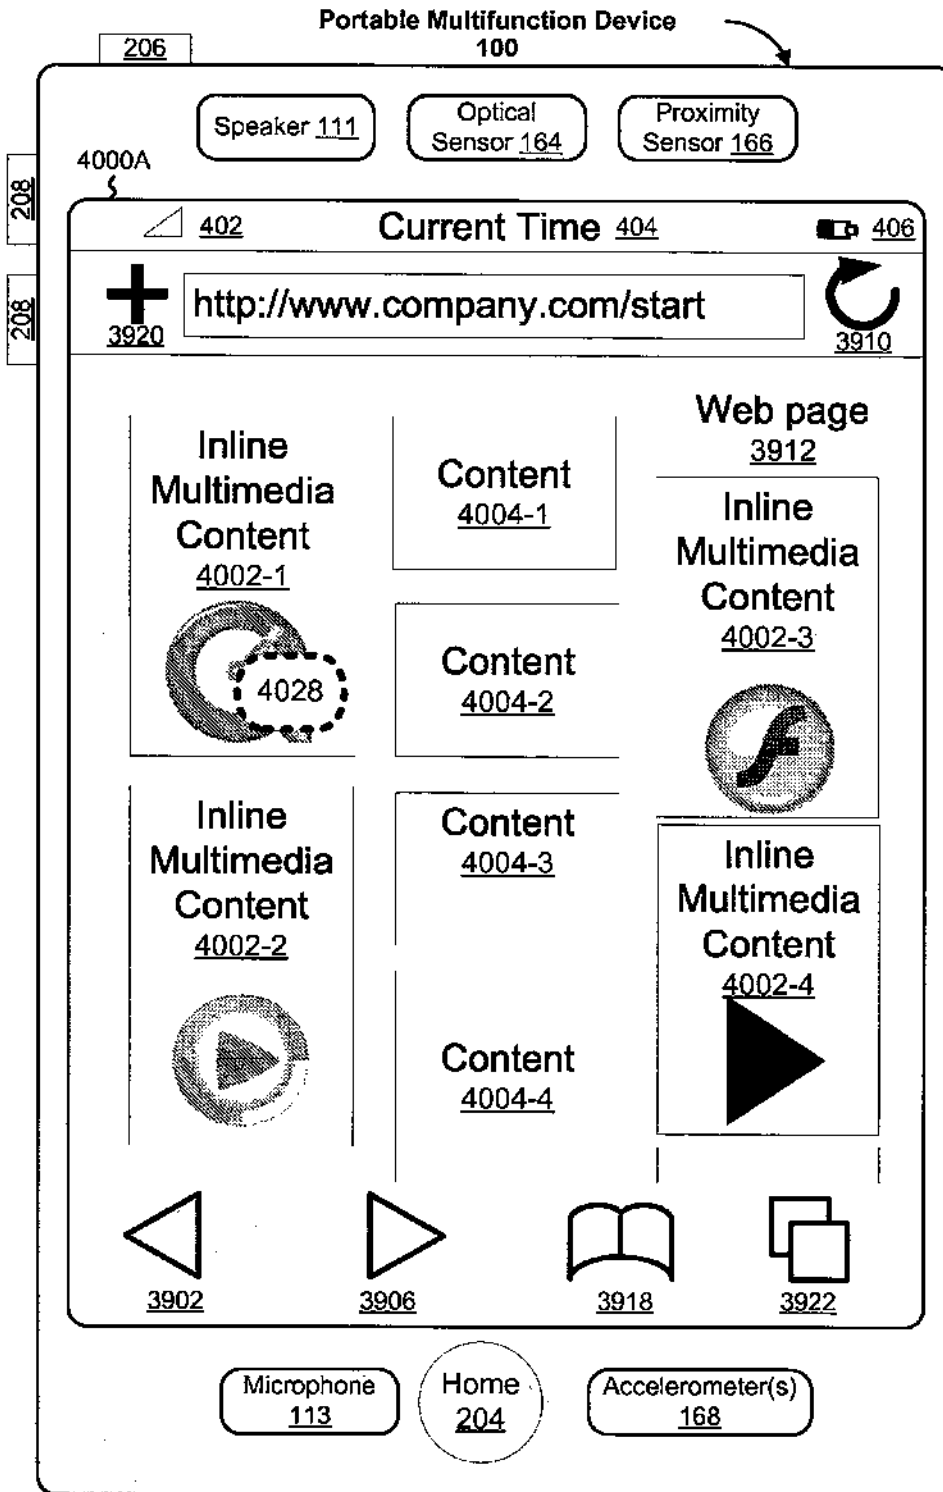 Portable Multifunction Device
100
206
Speaker 111
Optical
Sensor 164
Proximity
Sensor 166
4000A
208
208
402
Current Time 404
406
3920
http://www.company.com/start
3910
Web page
3912
Inline
Multimedia
Content
4002-1
4028
Content
4004-1
Inline
Multimedia
Content
4002-3
Content
4004-2
Inline
Multimedia
Content
4002-2
Content
4004-3
Inline
Multimedia
Content
4002-4
Content
4004-4
3902
3906
3918
3922
Microphone
113
Home
204
Accelerometer(s)
168